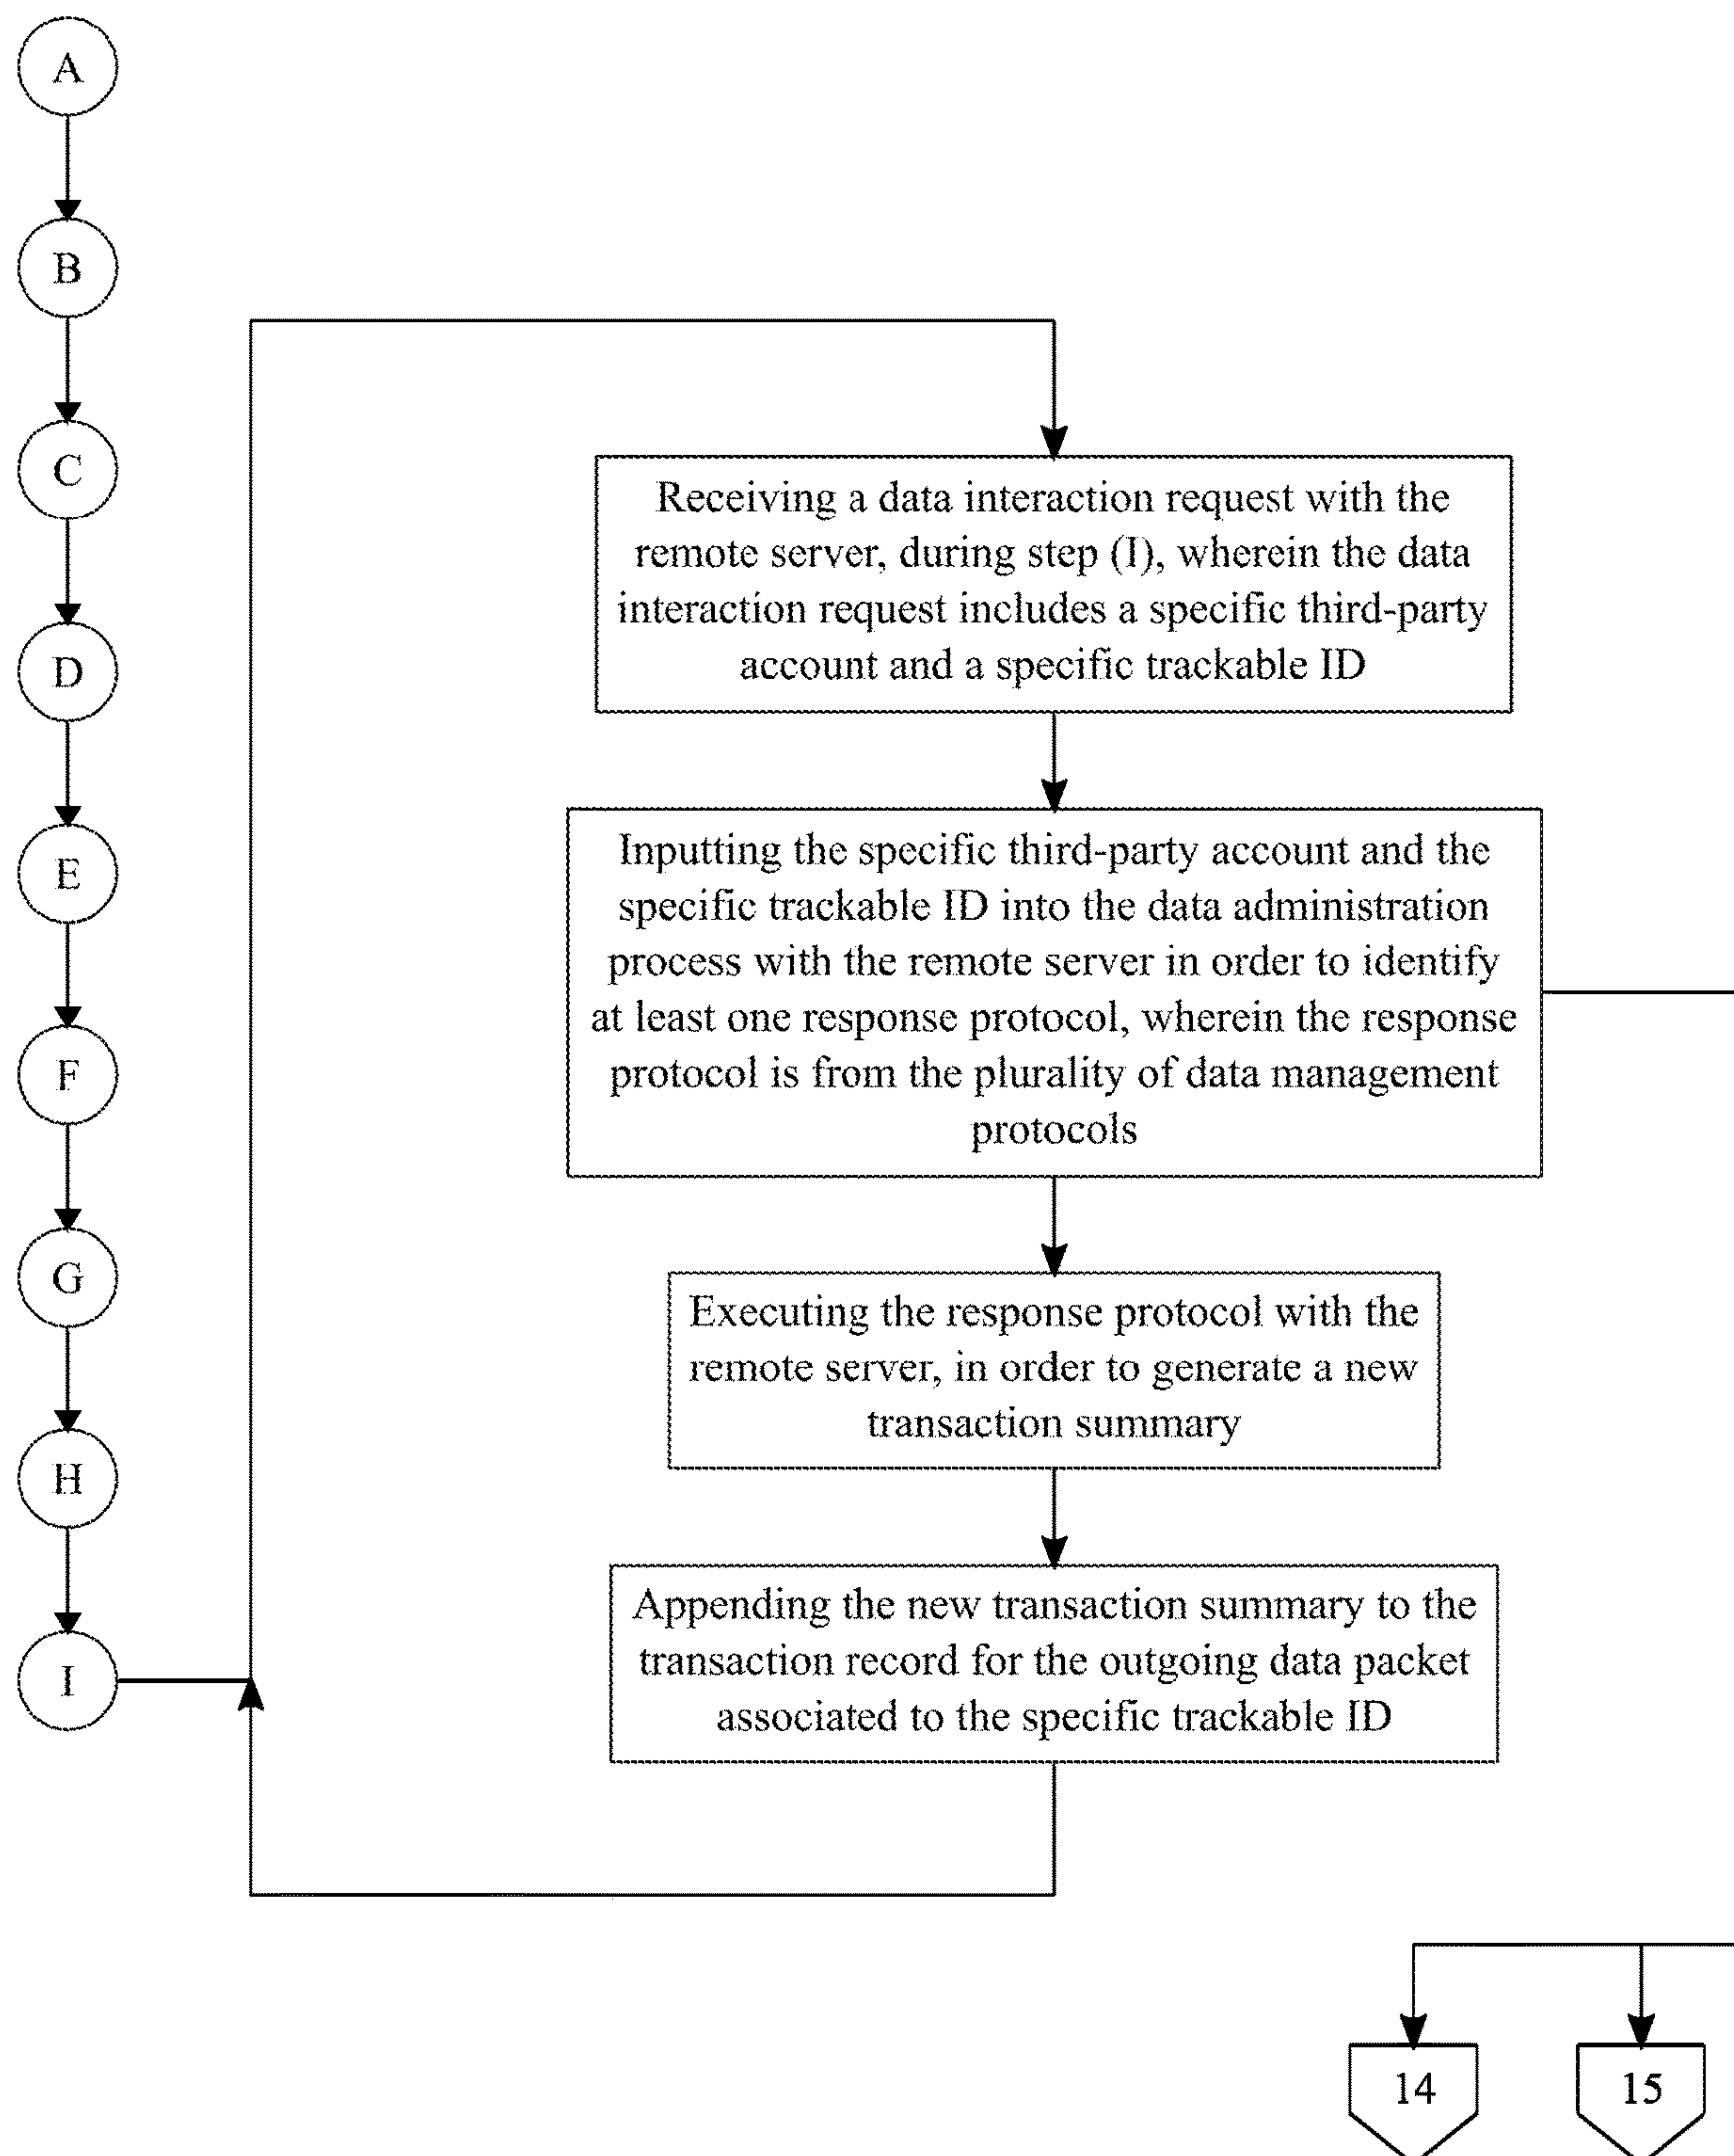 A
B
C
D
E
F
G
H
I
Receiving a data interaction request with the
remote server, during step (I), wherein the data
interaction request includes a specific third-party
account and a specific trackable ID
Inputting the specific third-party account and the
specific trackable ID into the data administration
process with the remote server in order to identify
at least one response protocol, wherein the response
protocol is from the plurality of data management
protocols
Executing the response protocol with the
remote server, in order to generate a new
transaction summary
Appending the new transaction summary to the
transaction record for the outgoing data packet
associated to the specific trackable ID
14
15